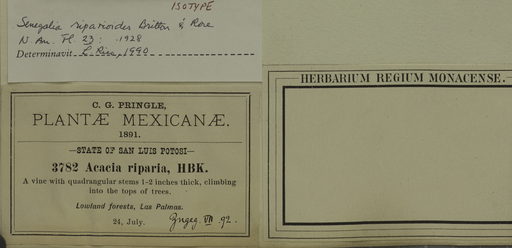 ISOTYPE
Senegalia riparioides Britton & Rose
N. Am. Fl. 23: .1928
Determinavit L. Rico, 1990
C. G. PRINGLE,
PLANTÆ MEXICANÆ.
1891.
—STATE OF SAN LUIS POTOSI—
3782 Acacia riparia, HBK.
A vine with quadrangular stems 1-2 inches thick, climbing
into the tops of trees.
Lowland forests, Las Palmas.
24, July. VII 92.
HERBARIUM REGIUM MONACENSE.